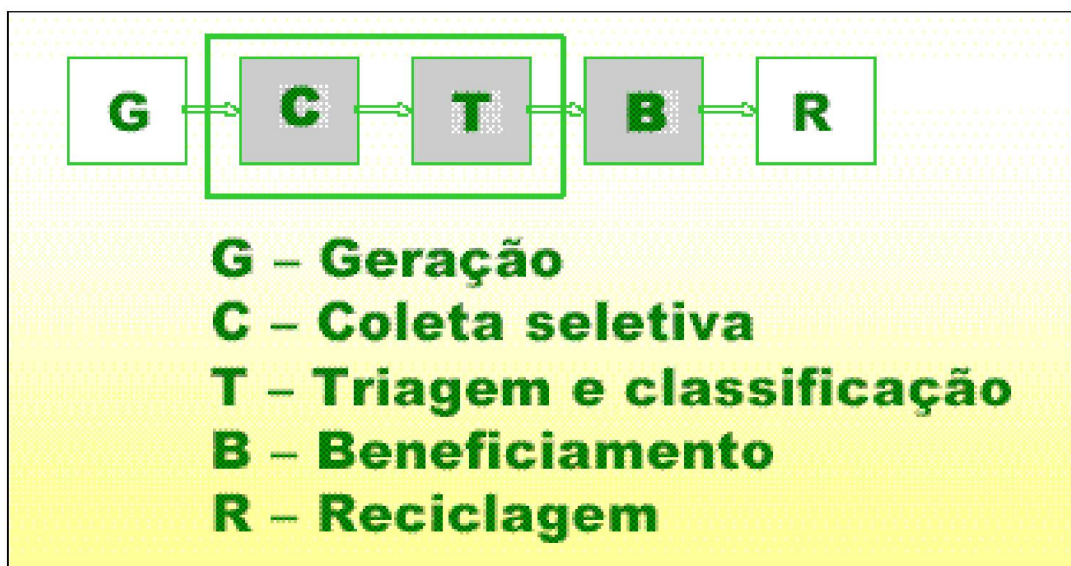 G C T B R
G – Geração
C – Coleta seletiva
T – Triagem e classificação
B – Beneficiamento
R – Reciclagem